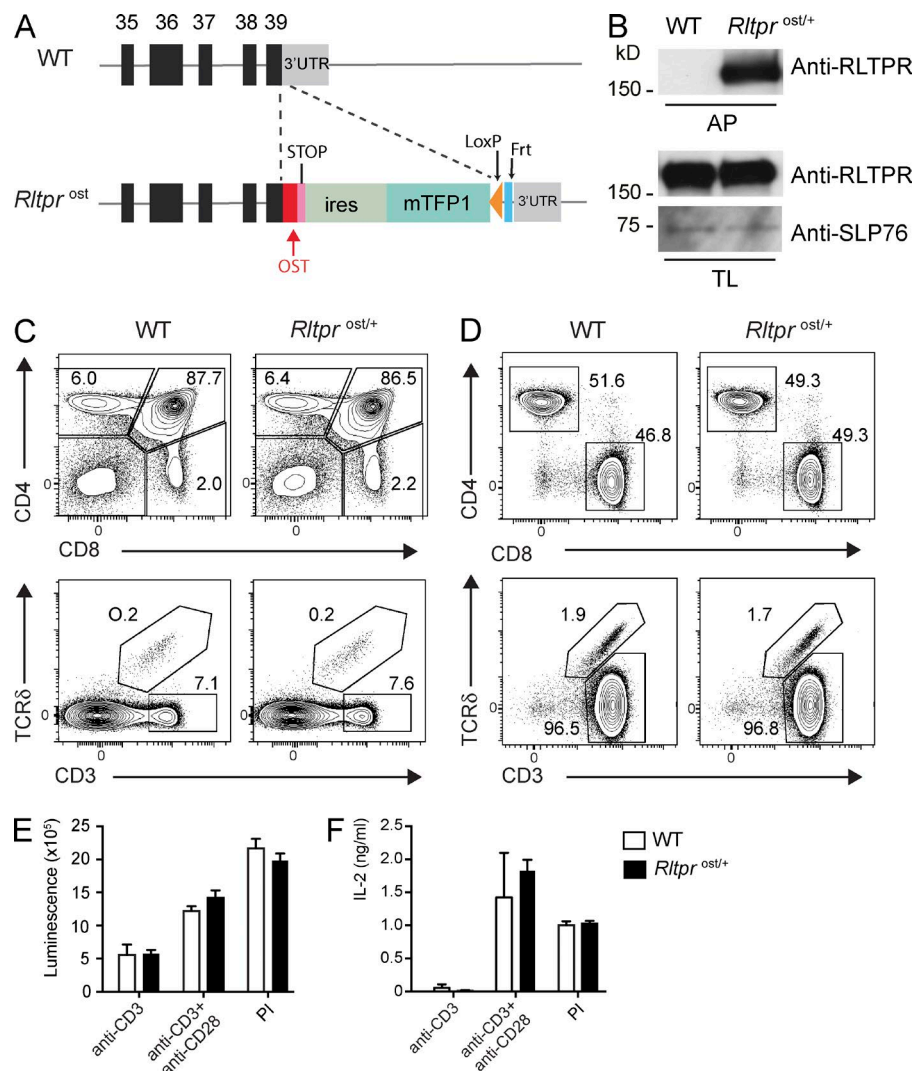 A
35 36 37 38 39
WT
3'UTR
STOP
LoxP
Frt
Rltpr ost
ires
mTFP1
3'UTR
OST
B
WT Rltpr ost/+
kD
150
Anti-RLTPR
AP
150
Anti-RLTPR
75
Anti-SLP76
TL
C
WT Rltpr ost/+
6.0 87.7 6.4 86.5
2.0 2.2
CD4
0
0 0
CD8
O.2 0.2
7.1 7.6
TCRδ
0
0 0
CD3
D
WT Rltpr ost/+
51.6 49.3
46.8 49.3
CD4
0 0
0 0
CD8
1.9 1.7
96.5 96.8
TCRδ
0 0
0 0
CD3
E
Luminescence (x10⁵)
25
20
15
10
5
0
anti-CD3
anti-CD3+
anti-CD28
PI
F
IL-2 (ng/ml)
2.5
2.0
1.5
1.0
0.5
0
anti-CD3
anti-CD3+
anti-CD28
PI
WT
Rltpr ost/+